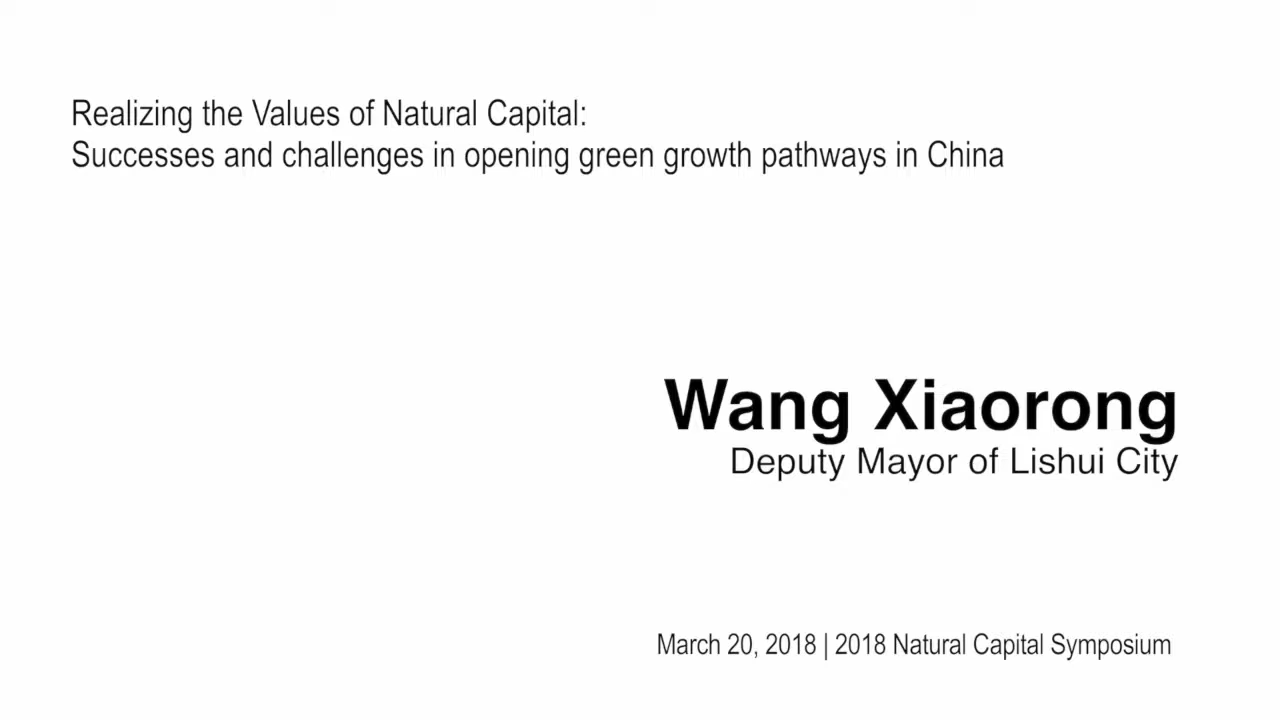 Realizing the Values of Natural Capital:
Successes and challenges in opening green growth pathways in China
Wang Xiaorong
Deputy Mayor of Lishui City
March 20, 2018 | 2018 Natural Capital Symposium